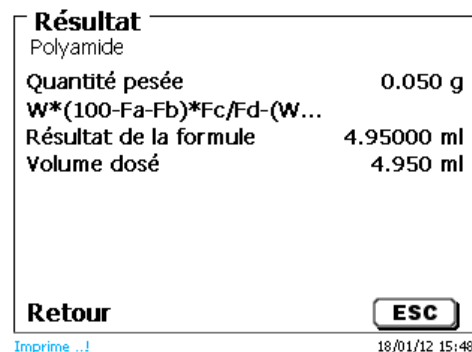 Résultat
Polyamide
Quantité pesée 0.050 g
W*(100-Fa-Fb)*Fc/Fd-(W...
Résultat de la formule 4.95000 ml
Volume dosé 4.950 ml
Retour ESC
Imprime ..! 18/01/12 15:48